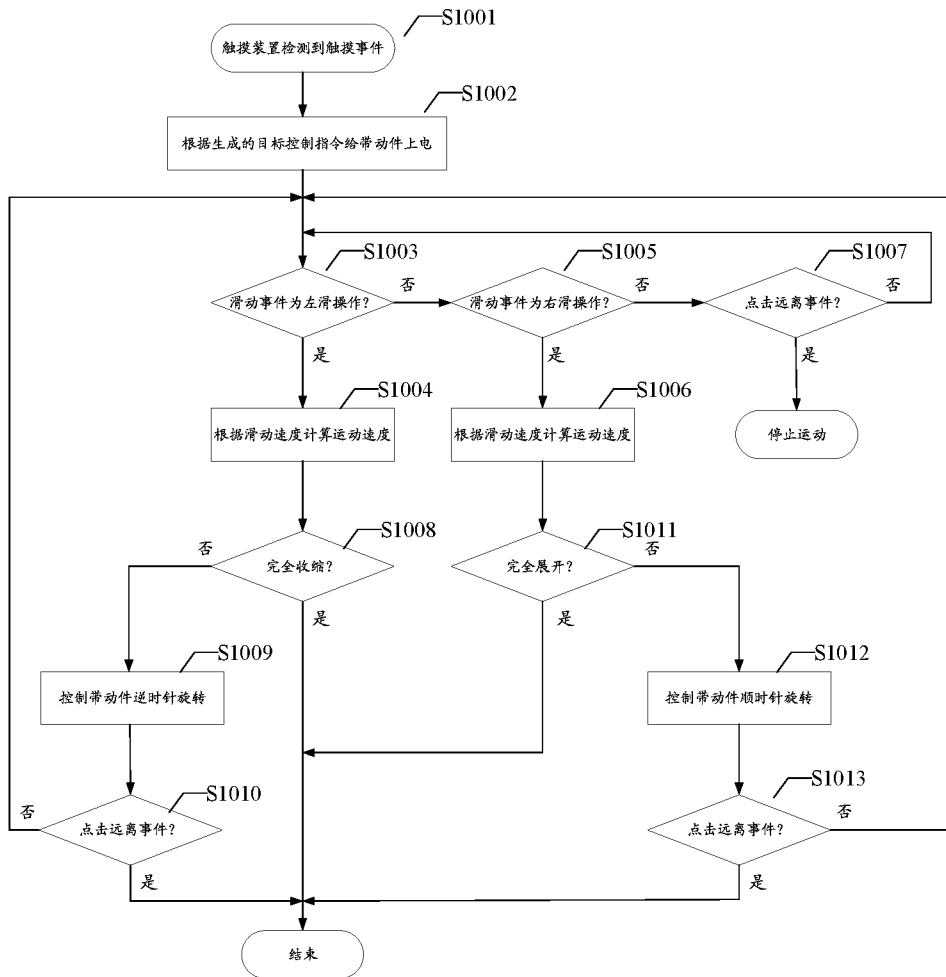 S1001
触摸装置检测到触摸事件
S1002
根据生成的目标控制指令给带动件上电
S1003
滑动事件为左滑操作?
否
是
S1005
滑动事件为右滑操作?
否
是
S1007
点击远离事件?
否
是
停止运动
S1004
根据滑动速度计算运动速度
S1006
根据滑动速度计算运动速度
S1008
完全收缩?
否
是
S1011
完全展开?
否
是
S1009
控制带动件逆时针旋转
S1012
控制带动件顺时针旋转
S1010
点击远离事件?
否
是
S1013
点击远离事件?
否
是
结束